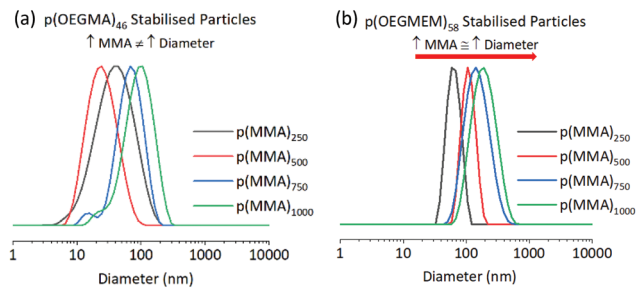 (a) p(OEGMA)₄₆ Stabilised Particles
↑ MMA ≠ ↑ Diameter
p(MMA)₂₅₀
p(MMA)₅₀₀
p(MMA)₇₅₀
p(MMA)₁₀₀₀
1 10 100 1000 10000
Diameter (nm)
(b) p(OEGMEM)₅₈ Stabilised Particles
↑ MMA ≅ ↑ Diameter
p(MMA)₂₅₀
p(MMA)₅₀₀
p(MMA)₇₅₀
p(MMA)₁₀₀₀
1 10 100 1000 10000
Diameter (nm)